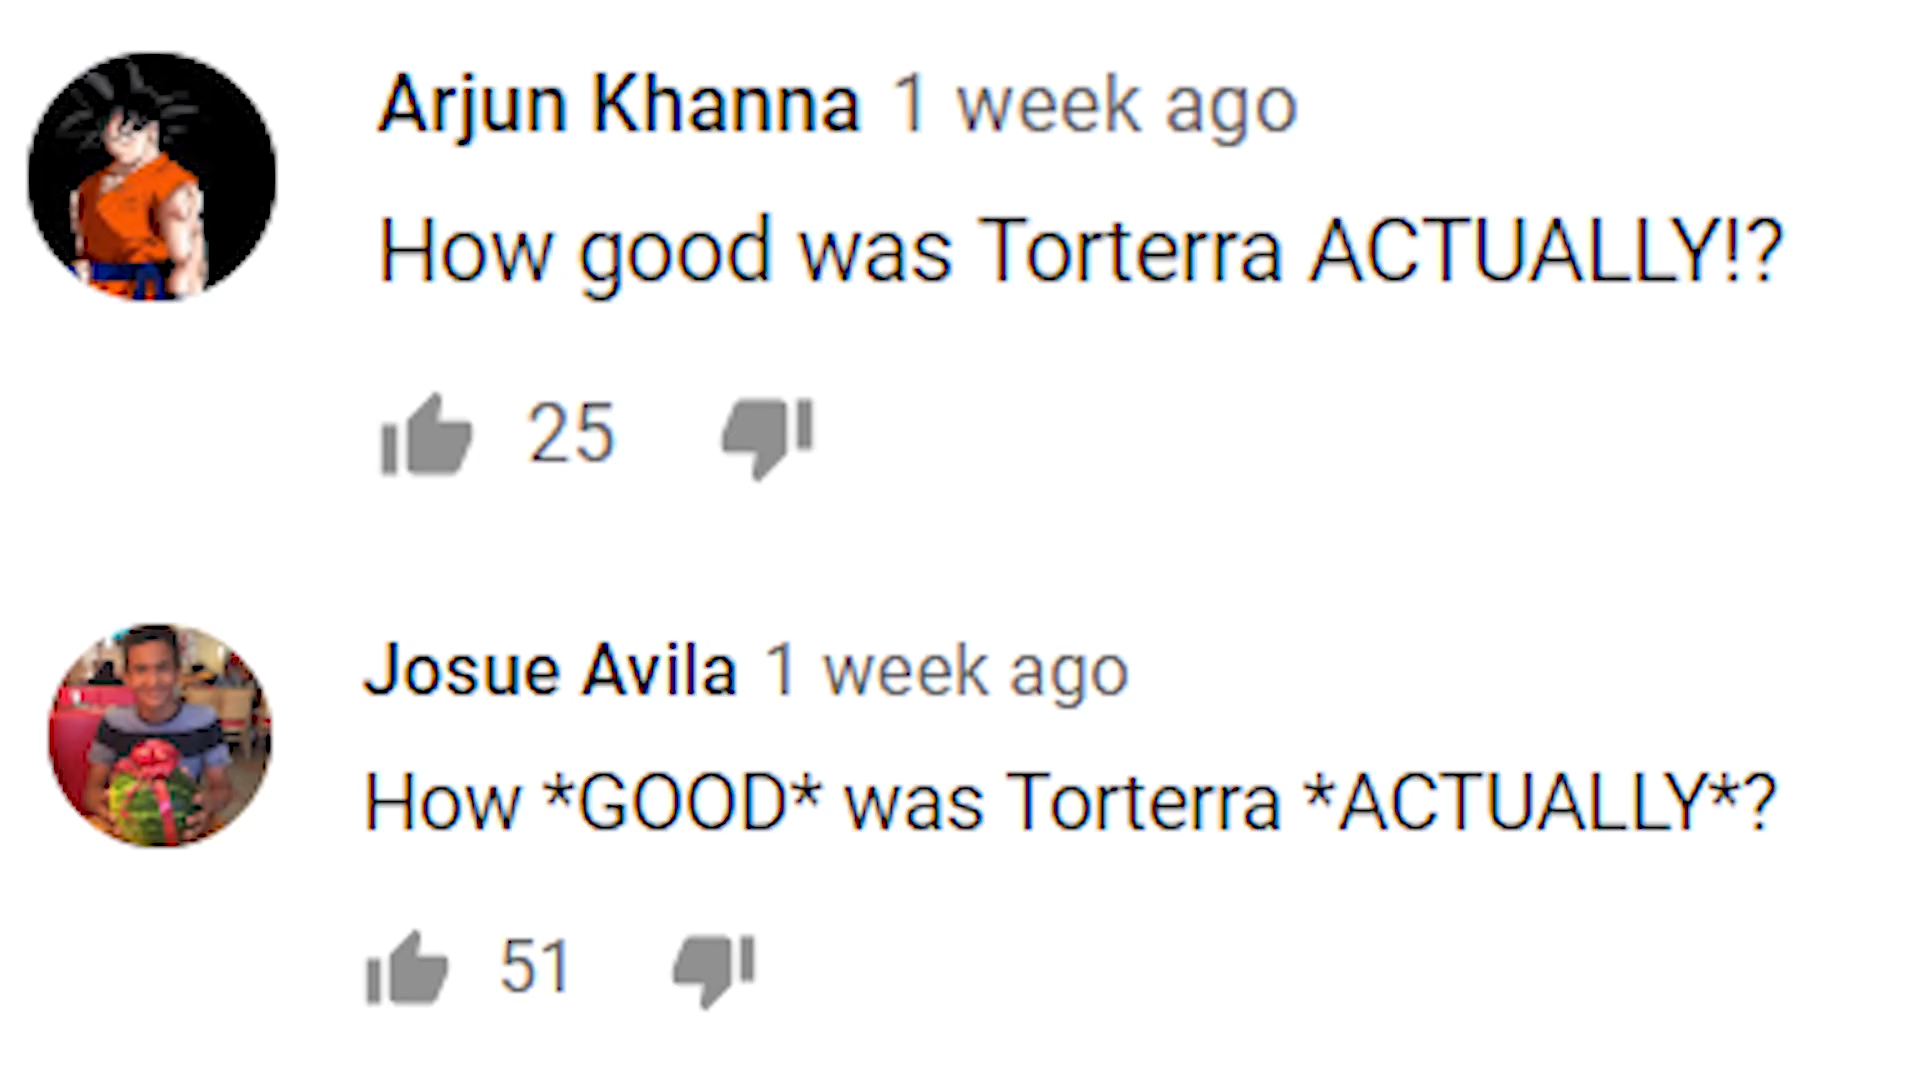 Arjun Khanna 1 week ago
How good was Torterra ACTUALLY!?
25
Josue Avila 1 week ago
How *GOOD* was Torterra *ACTUALLY*?
51